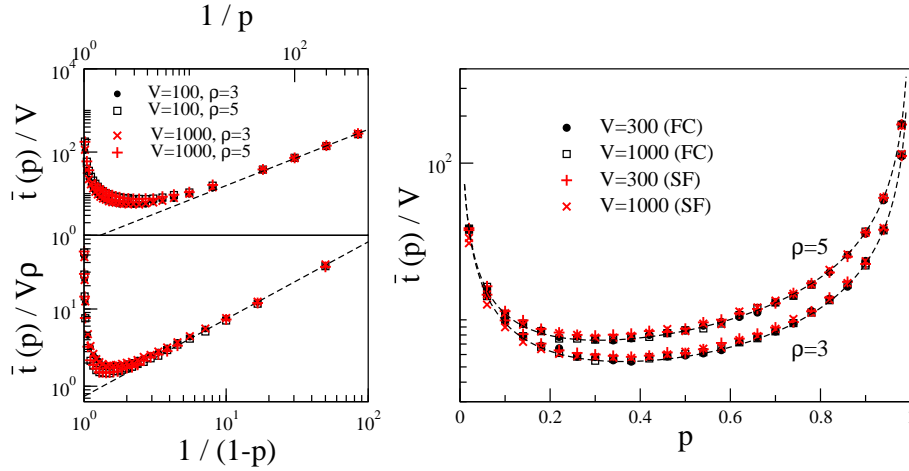 1 / p
10^0 10^2
10^4
10^2
10^0
t̄ (p) / V
V=100, ρ=3
V=100, ρ=5
V=1000, ρ=3
V=1000, ρ=5
10^1
10^0
t̄ (p) / Vρ
10^0 10^1 10^2
1 / (1-p)
10^2
t̄ (p) / V
V=300 (FC)
V=1000 (FC)
V=300 (SF)
V=1000 (SF)
ρ=5
ρ=3
0 0.2 0.4 0.6 0.8
p